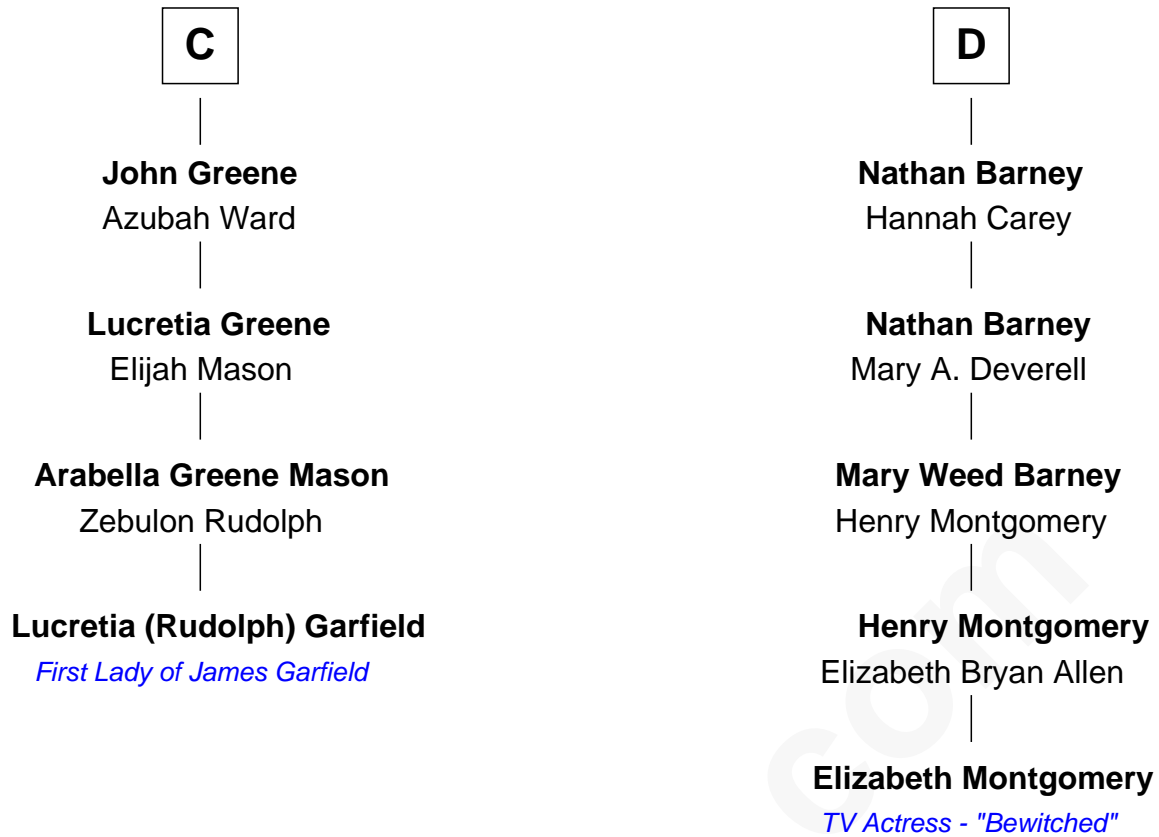 C
John Greene
Azubah Ward
Lucretia Greene
Elijah Mason
Arabella Greene Mason
Zebulon Rudolph
Lucretia (Rudolph) Garfield
First Lady of James Garfield
D
Nathan Barney
Hannah Carey
Nathan Barney
Mary A. Deverell
Mary Weed Barney
Henry Montgomery
Henry Montgomery
Elizabeth Bryan Allen
Elizabeth Montgomery
TV Actress - "Bewitched"
com